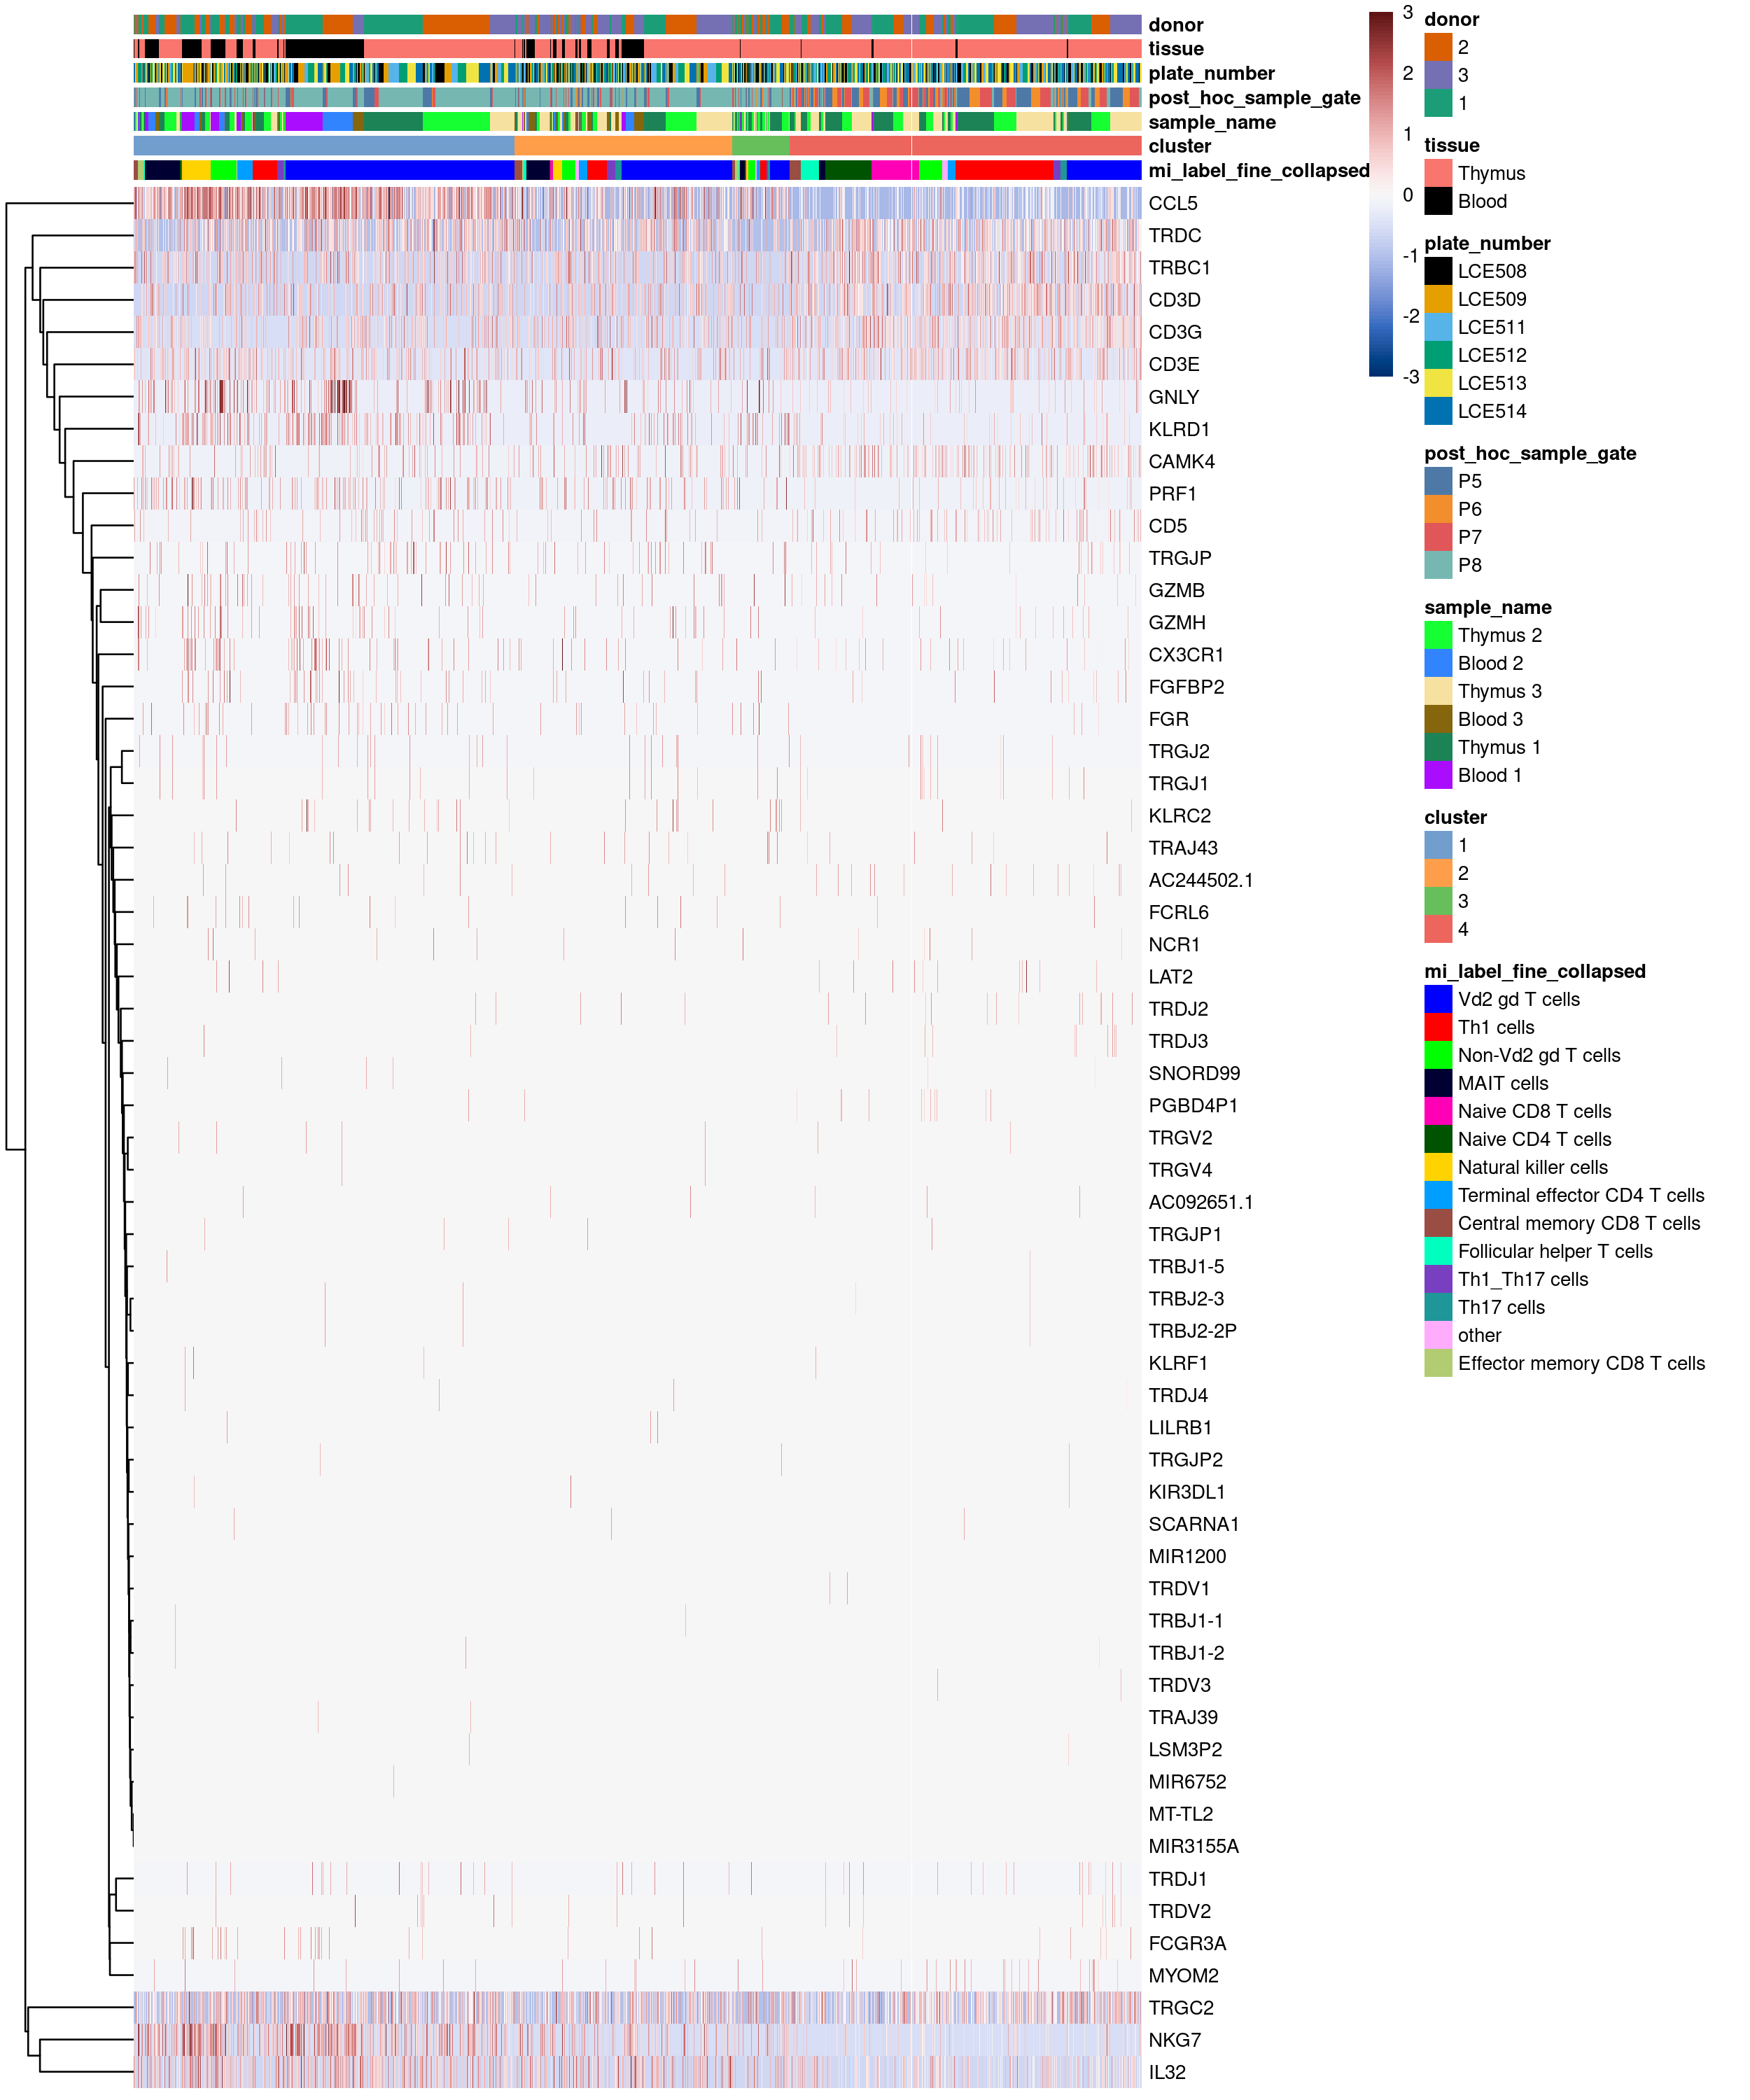 donor
tissue
plate_number
post_hoc_sample_gate
sample_name
cluster
mi_label_fine_collapsed
CCL5
TRDC
TRBC1
CD3D
CD3G
CD3E
GNLY
KLRD1
CAMK4
PRF1
CD5
TRGJP
GZMB
GZMH
CX3CR1
FGFBP2
FGR
TRGJ2
TRGJ1
KLRC2
TRAJ43
AC244502.1
FCRL6
NCR1
LAT2
TRDJ2
TRDJ3
SNORD99
PGBD4P1
TRGV2
TRGV4
AC092651.1
TRGJP1
TRBJ1-5
TRBJ2-3
TRBJ2-2P
KLRF1
TRDJ4
LILRB1
TRGJP2
KIR3DL1
SCARNA1
MIR1200
TRDV1
TRBJ1-1
TRBJ1-2
TRDV3
TRAJ39
LSM3P2
MIR6752
MT-TL2
MIR3155A
TRDJ1
TRDV2
FCGR3A
MYOM2
TRGC2
NKG7
IL32
3
2
1
0
-1
-2
-3
donor
2
3
1
tissue
Thymus
Blood
plate_number
LCE508
LCE509
LCE511
LCE512
LCE513
LCE514
post_hoc_sample_gate
P5
P6
P7
P8
sample_name
Thymus 2
Blood 2
Thymus 3
Blood 3
Thymus 1
Blood 1
cluster
1
2
3
4
mi_label_fine_collapsed
Vd2 gd T cells
Th1 cells
Non-Vd2 gd T cells
MAIT cells
Naive CD8 T cells
Naive CD4 T cells
Natural killer cells
Terminal effector CD4 T cells
Central memory CD8 T cells
Follicular helper T cells
Th1_Th17 cells
Th17 cells
other
Effector memory CD8 T cells